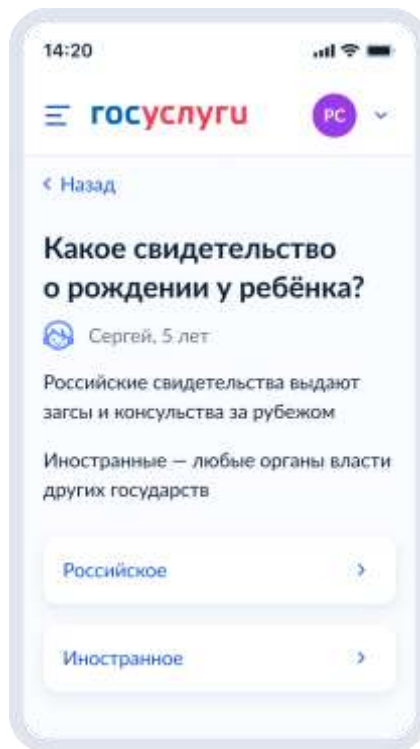 14:20
госуслуги
РС
Назад
Какое свидетельство
о рождении у ребёнка?
Сергей, 5 лет
Российские свидетельства выдают
загсы и консульства за рубежом
Иностранные — любые органы власти
других государств
Российское
Иностранное